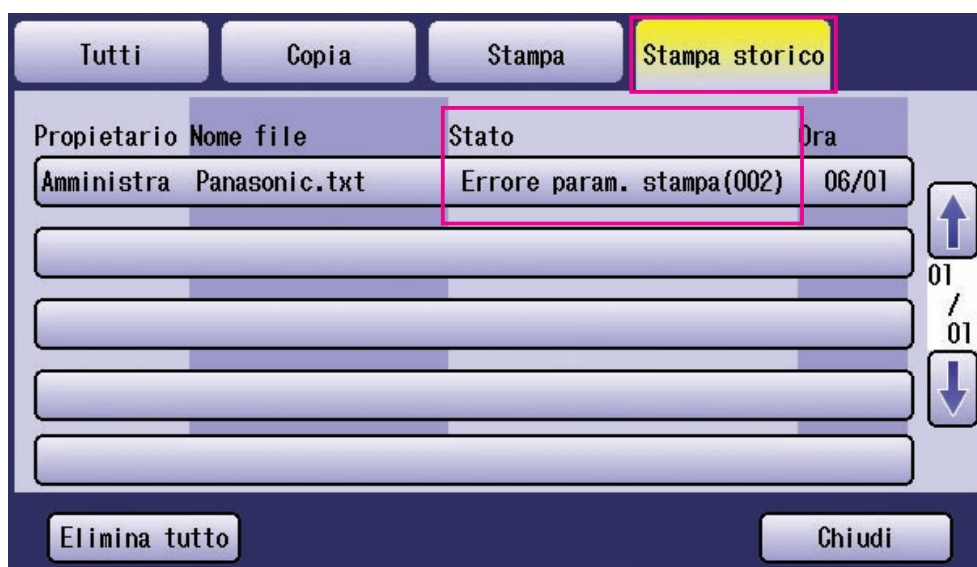 Tutti Copia Stampa Stampa storico
Propietario Nome file Stato Ora
Amministra Panasonic.txt Errore param. stampa(002) 06/01
01
/
01
Elimina tutto Chiudi